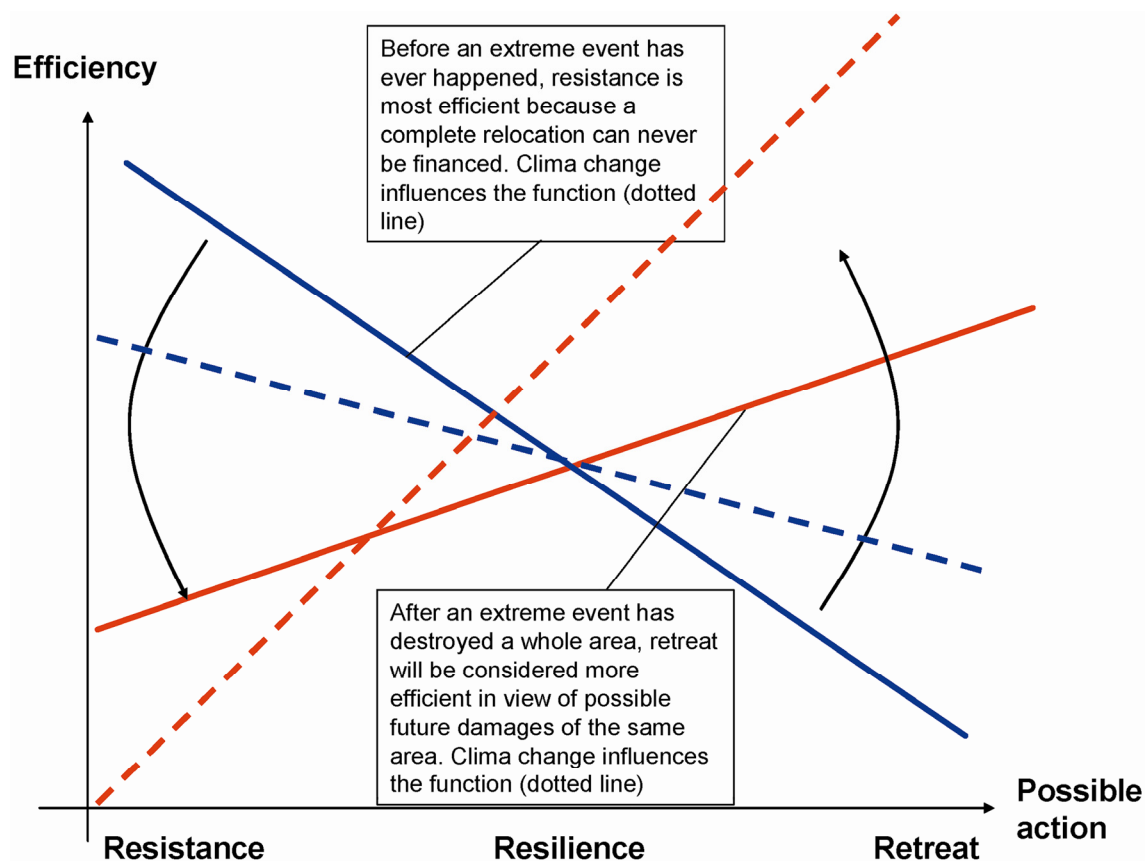 Efficiency
Before an extreme event has
ever happened, resistance is
most efficient because a
complete relocation can never
be financed. Clima change
influences the function (dotted
line)
After an extreme event has
destroyed a whole area, retreat
will be considered more
efficient in view of possible
future damages of the same
area. Clima change influences
the function (dotted line)
Possible
action
Resistance
Resilience
Retreat